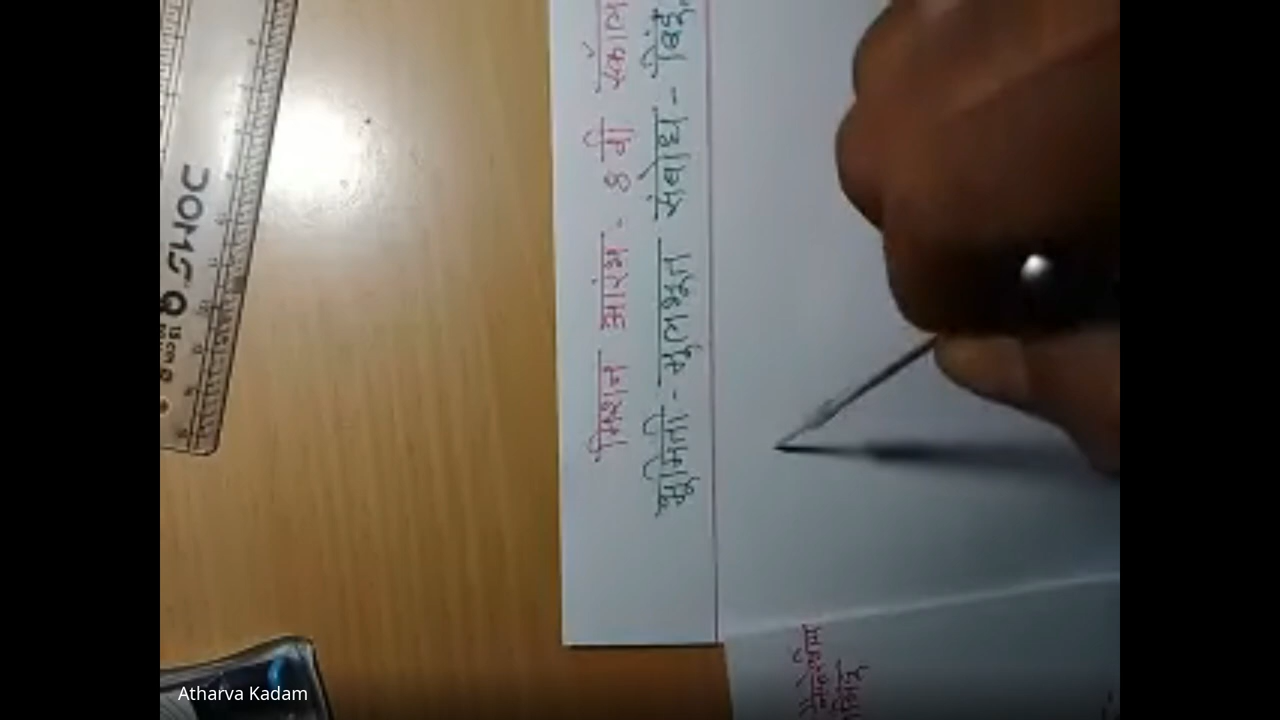 मिशन आरंभ - 8 वी स्कॉल
भूमिती - मूलभूत संबोध - बिंदू,
DOMS
Atharva Kadam